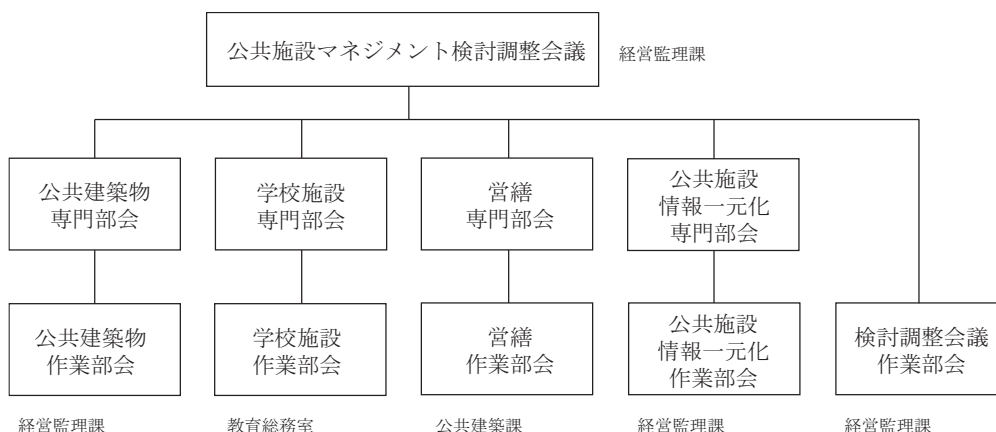 公共施設マネジメント検討調整会議
経営監理課
公共建築物
専門部会
学校施設
専門部会
営繕
専門部会
公共施設
情報一元化
専門部会
公共建築物
作業部会
学校施設
作業部会
営繕
作業部会
公共施設
情報一元化
作業部会
検討調整会議
作業部会
経営監理課
教育総務室
公共建築課
経営監理課
経営監理課